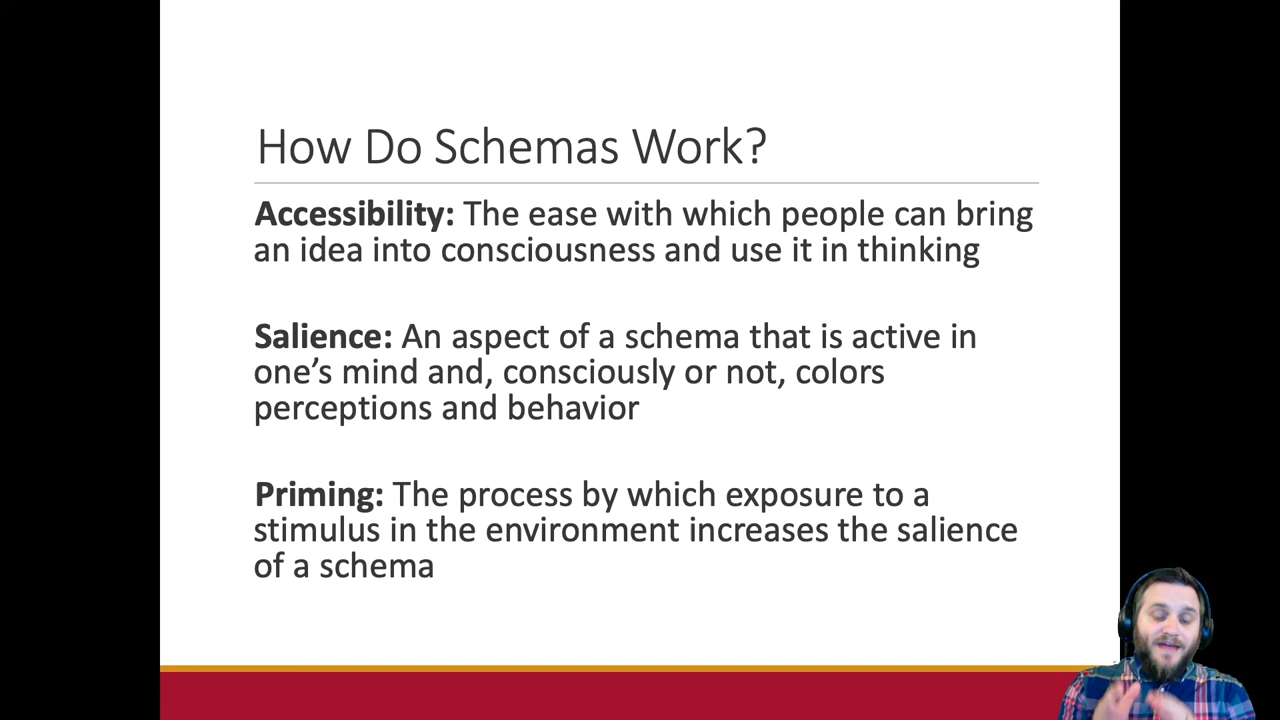 How Do Schemas Work?
Accessibility: The ease with which people can bring
an idea into consciousness and use it in thinking
Salience: An aspect of a schema that is active in
one’s mind and, consciously or not, colors
perceptions and behavior
Priming: The process by which exposure to a
stimulus in the environment increases the salience
of a schema